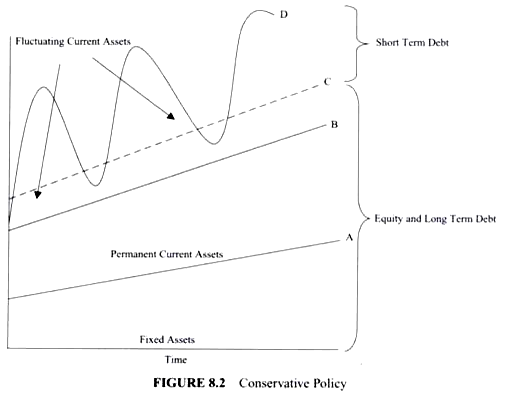 D
Short Term Debt
Fluctuating Current Assets
C
B
Equity and Long Term Debt
A
Permanent Current Assets
Fixed Assets
Time
FIGURE 8.2 Conservative Policy